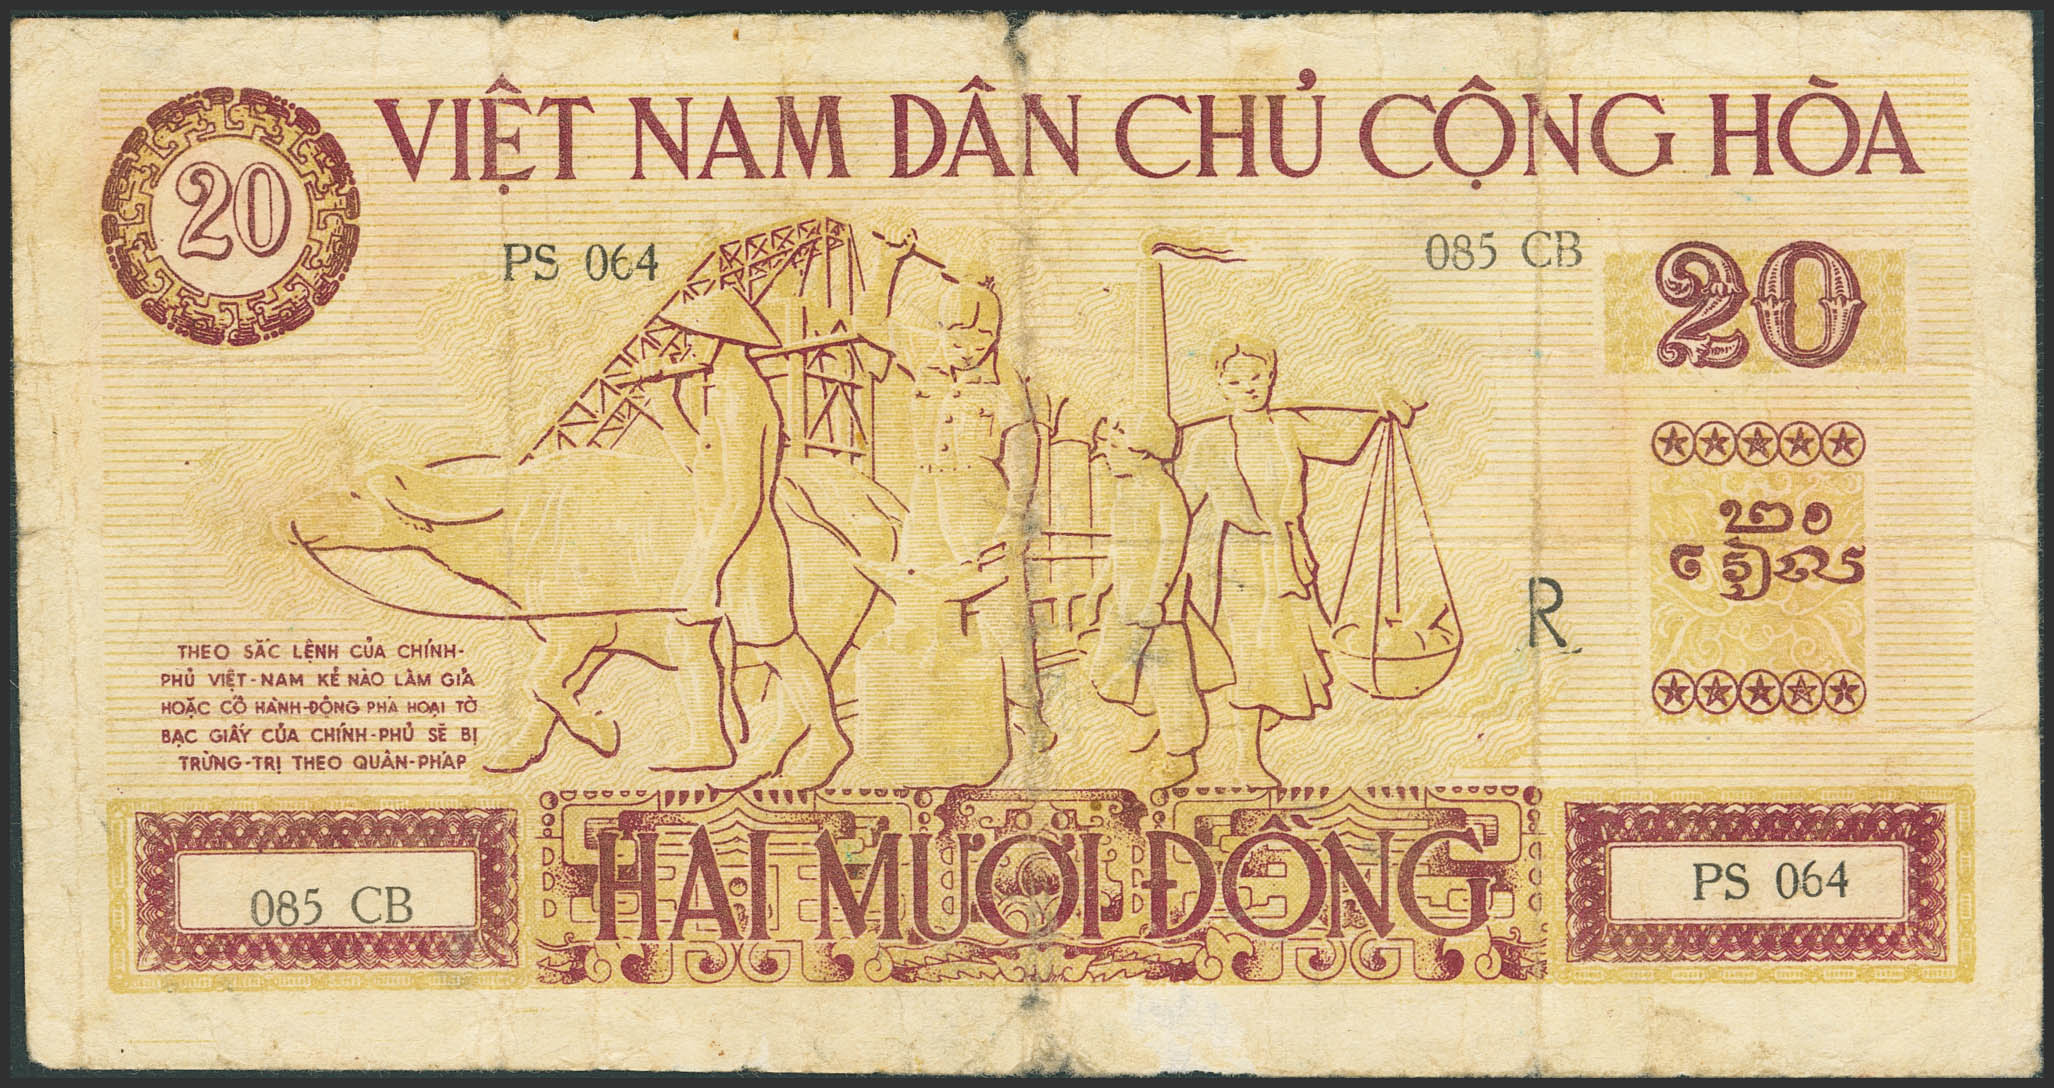 VIỆT NAM DÂN CHỦ CỘNG HÒA
20
PS 064
085 CB
20
R
THEO SẮC LỆNH CỦA CHÍNH-
PHỦ VIỆT-NAM KẺ NÀO LÀM GIẢ
HOẶC CÓ HÀNH-ĐỘNG PHÁ HOẠI TỜ
BẠC GIẤY CỦA CHÍNH-PHỦ SẼ BỊ
TRỪNG-TRỊ THEO QUÂN-PHÁP
085 CB
HAI MƯƠI ĐỒNG
PS 064